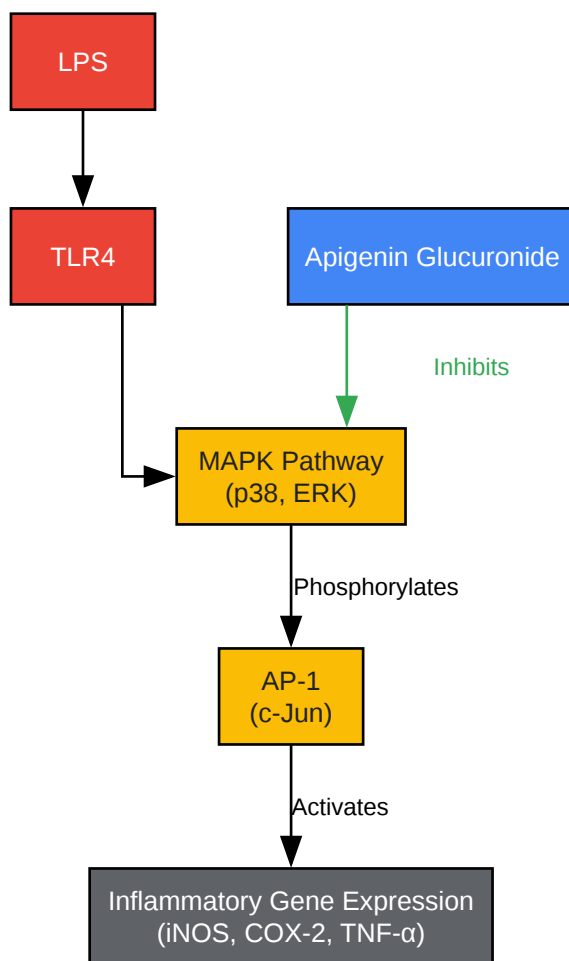 LPS
TLR4
Apigenin Glucuronide
Inhibits
MAPK Pathway
(p38, ERK)
Phosphorylates
AP-1
(c-Jun)
Activates
Inflammatory Gene Expression
(iNOS, COX-2, TNF-α)